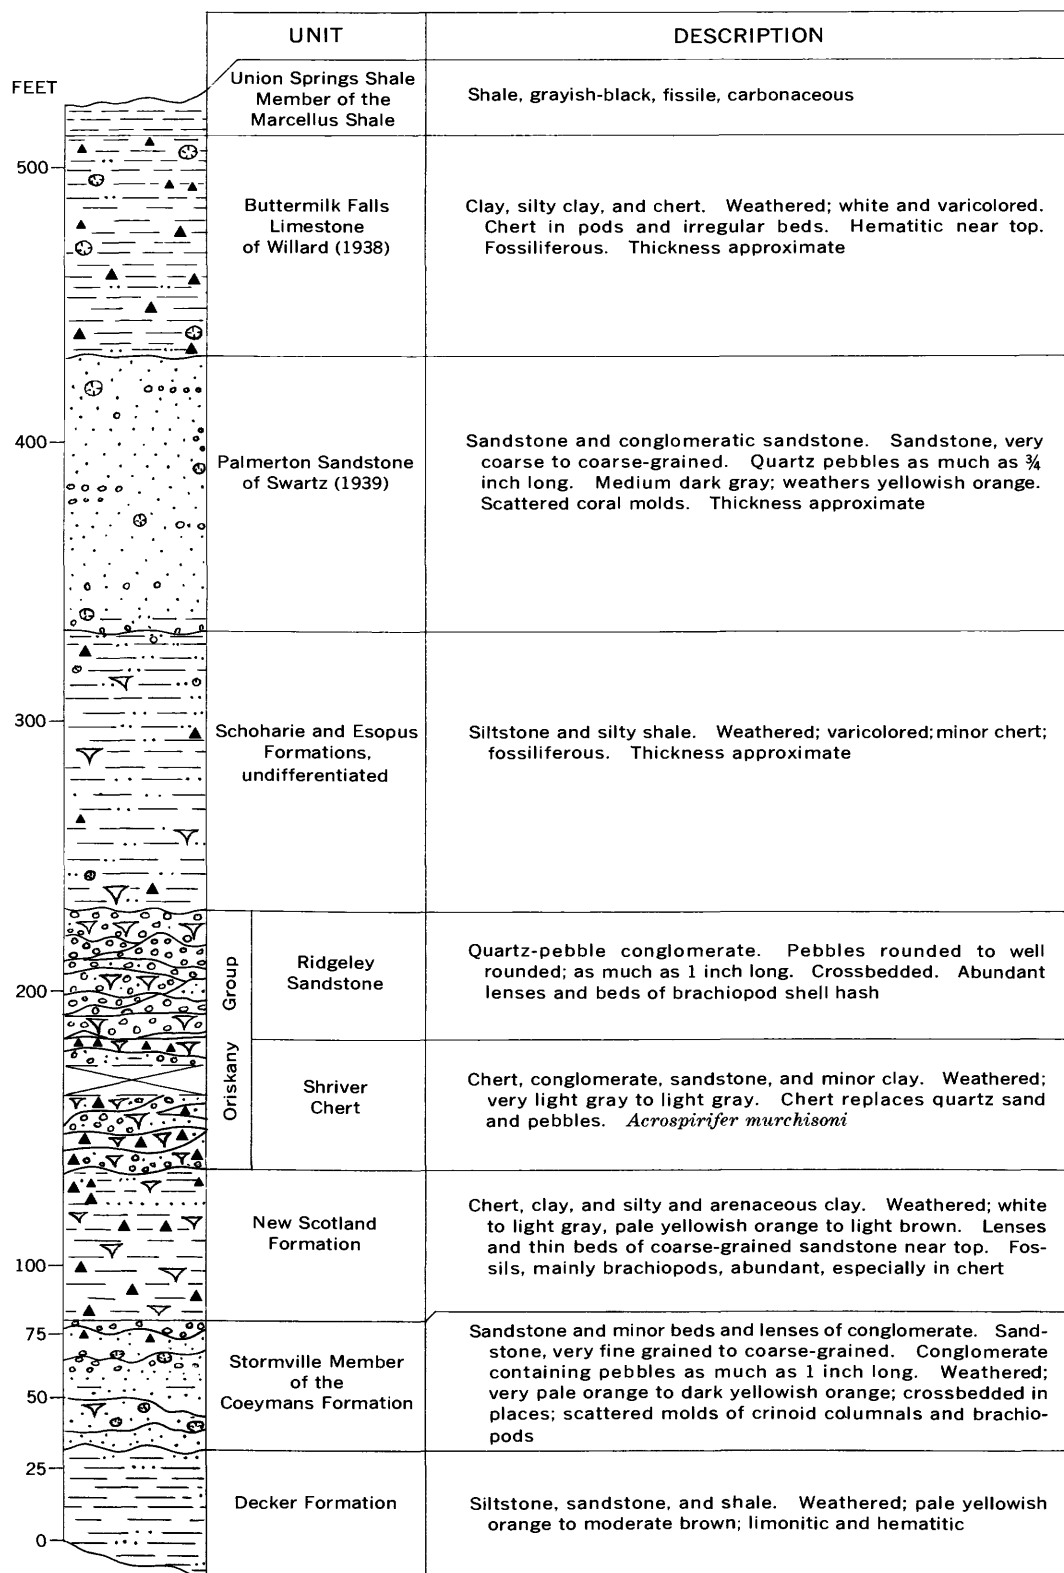 UNIT
DESCRIPTION
FEET
Union Springs Shale
Member of the
Marcellus Shale
Shale, grayish-black, fissile, carbonaceous
500
Buttermilk Falls
Limestone
of Willard (1938)
Clay, silty clay, and chert. Weathered; white and varicolored.
Chert in pods and irregular beds. Hematitic near top.
Fossiliferous. Thickness approximate
400
Palmerton Sandstone
of Swartz (1939)
Sandstone and conglomeratic sandstone. Sandstone, very
coarse to coarse-grained. Quartz pebbles as much as ¾
inch long. Medium dark gray; weathers yellowish orange.
Scattered coral molds. Thickness approximate
300
Schoharie and Esopus
Formations,
undifferentiated
Siltstone and silty shale. Weathered; varicolored; minor chert;
fossiliferous. Thickness approximate
200
Oriskany Group
Ridgeley
Sandstone
Quartz-pebble conglomerate. Pebbles rounded to well
rounded; as much as 1 inch long. Crossbedded. Abundant
lenses and beds of brachiopod shell hash
Shriver
Chert
Chert, conglomerate, sandstone, and minor clay. Weathered;
very light gray to light gray. Chert replaces quartz sand
and pebbles. Acrospirifer murchisoni
100
New Scotland
Formation
Chert, clay, and silty and arenaceous clay. Weathered; white
to light gray, pale yellowish orange to light brown. Lenses
and thin beds of coarse-grained sandstone near top. Fos-
sils, mainly brachiopods, abundant, especially in chert
75
50
Stormville Member
of the
Coeymans Formation
Sandstone and minor beds and lenses of conglomerate. Sand-
stone, very fine grained to coarse-grained. Conglomerate
containing pebbles as much as 1 inch long. Weathered;
very pale orange to dark yellowish orange; crossbedded in
places; scattered molds of crinoid columnals and brachio-
pods
25
0
Decker Formation
Siltstone, sandstone, and shale. Weathered; pale yellowish
orange to moderate brown; limonitic and hematitic